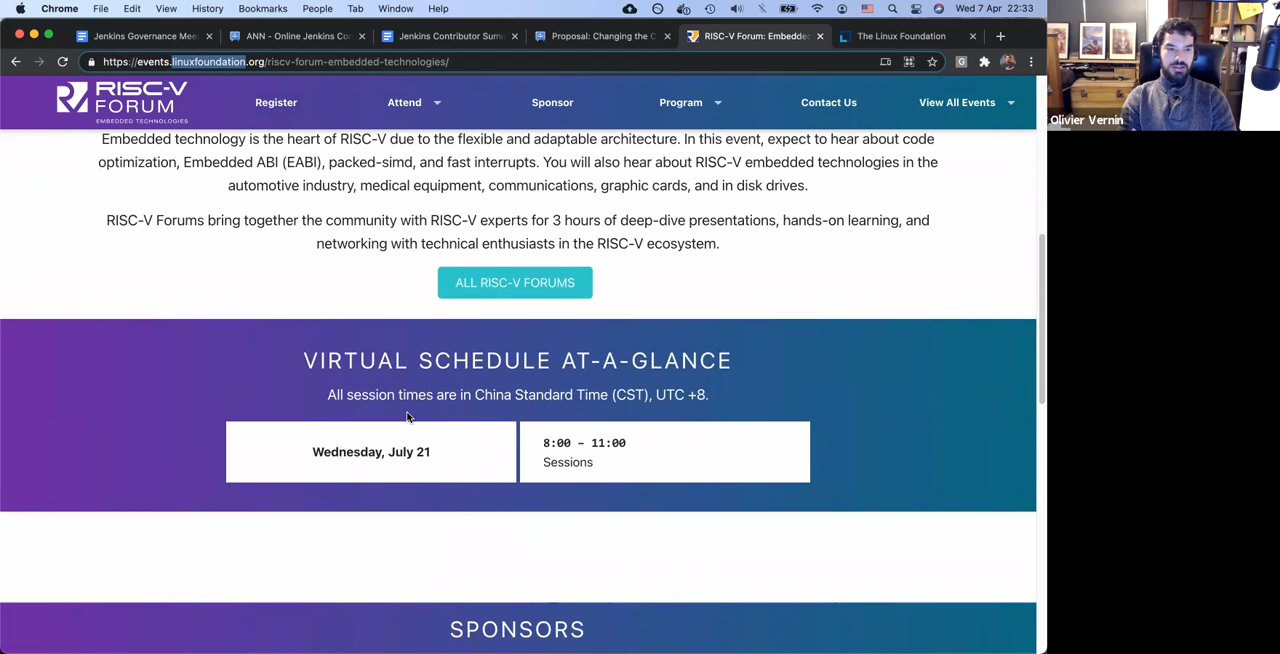 Chrome File Edit View History Bookmarks People Tab Window Help Wed 7 Apr 22:33
Jenkins Governance Mee
ANN - Online Jenkins Co
Jenkins Contributor Sum
Proposal: Changing the C
RISC-V Forum: Embedde
The Linux Foundation
https://events.linuxfoundation.org/riscv-forum-embedded-technologies/
G
RISC-V
FORUM
EMBEDDED TECHNOLOGIES
Register
Attend
Sponsor
Program
Contact Us
View All Events
Olivier Vernin
Embedded technology is the heart of RISC-V due to the flexible and adaptable architecture. In this event, expect to hear about code
optimization, Embedded ABI (EABI), packed-simd, and fast interrupts. You will also hear about RISC-V embedded technologies in the
automotive industry, medical equipment, communications, graphic cards, and in disk drives.
RISC-V Forums bring together the community with RISC-V experts for 3 hours of deep-dive presentations, hands-on learning, and
networking with technical enthusiasts in the RISC-V ecosystem.
ALL RISC-V FORUMS
VIRTUAL SCHEDULE AT-A-GLANCE
All session times are in China Standard Time (CST), UTC +8.
Wednesday, July 21
8:00 – 11:00
Sessions
SPONSORS